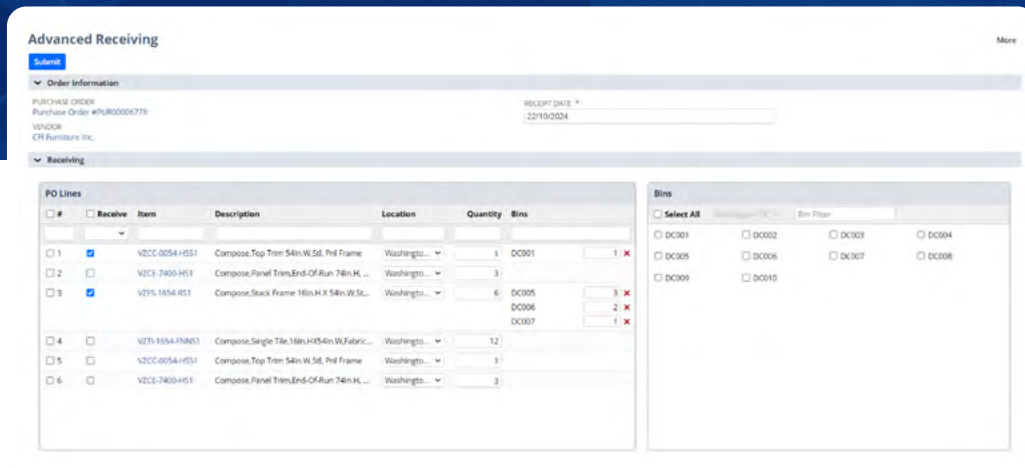 Advanced Receiving
More
Submit
Order Information
PURCHASE ORDER
Purchase Order #PUR00006778
RECEIPT DATE *
22/10/2024
VENDOR
CFI Furniture Inc.
Receiving
PO Lines
# Receive Item Description Location Quantity Bins
1 VZCC-0054-HSS1 Compose,Top Trim 54in.W,Std, Pnl Frame Washingto... 1 DC001 1
2 VZCE-7400-HS1 Compose,Panel Trim,End-Of-Run 74in.H, ... Washingto... 3
3 VZFS-1654-RS1 Compose,Stack Frame 16in.H X 54in.W,St... Washingto... 6 DC005 3
DC006 2
DC007 1
4 VZTI-1654-FNNS1 Compose,Single Tile,16in.HX54in.W,Fabric... Washingto... 12
5 VZCC-0054-HSS1 Compose,Top Trim 54in.W,Std, Pnl Frame Washingto... 1
6 VZCE-7400-HS1 Compose,Panel Trim,End-Of-Run 74in.H, ... Washingto... 3
Bins
Select All Bin Filter
DC001 DC002 DC003 DC004
DC005 DC006 DC007 DC008
DC009 DC010